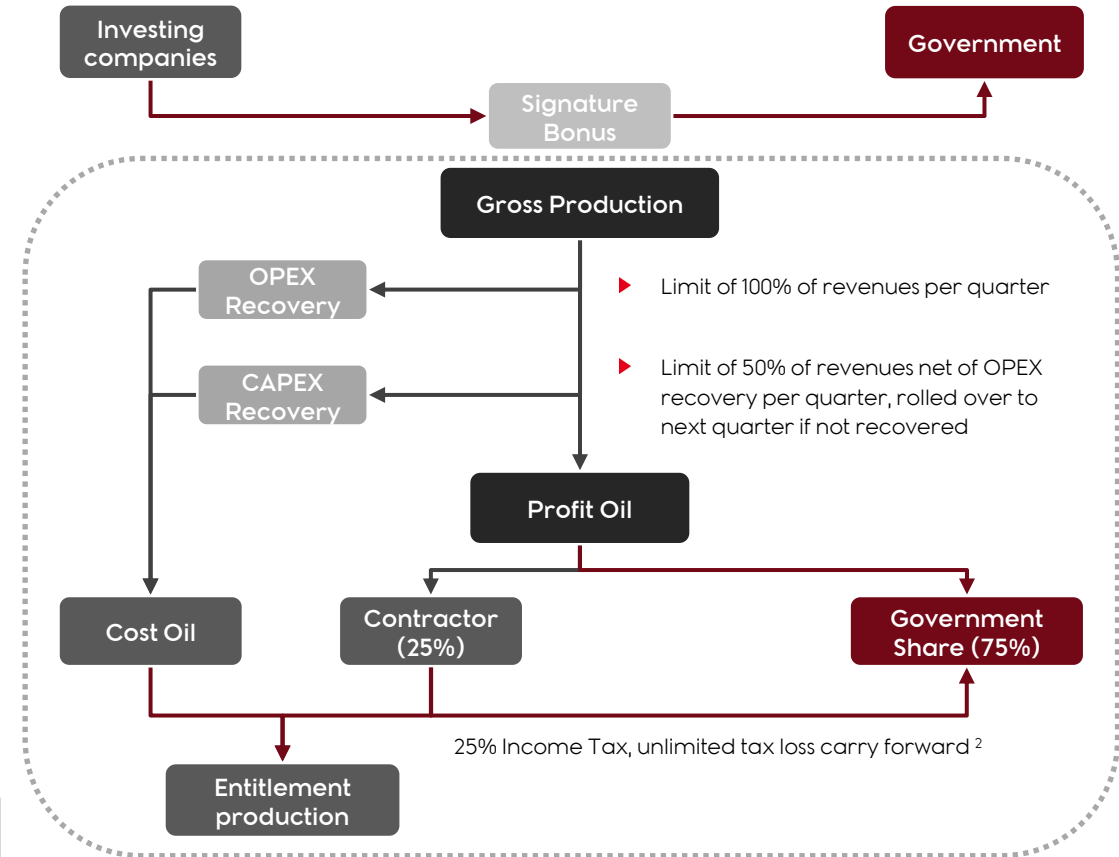 Investing
companies
Government
Signature
Bonus
Gross Production
OPEX
Recovery
Limit of 100% of revenues per quarter
CAPEX
Recovery
Limit of 50% of revenues net of OPEX
recovery per quarter, rolled over to
next quarter if not recovered
Profit Oil
Cost Oil
Contractor
(25%)
Government
Share (75%)
25% Income Tax, unlimited tax loss carry forward ²
Entitlement
production